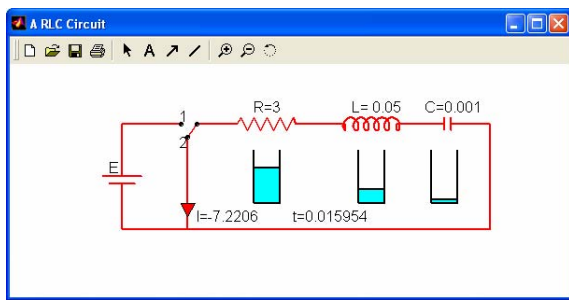 A RLC Circuit
A
R=3 L= 0.05 C=0.001
1
2
E
I=-7.2206 t=0.015954